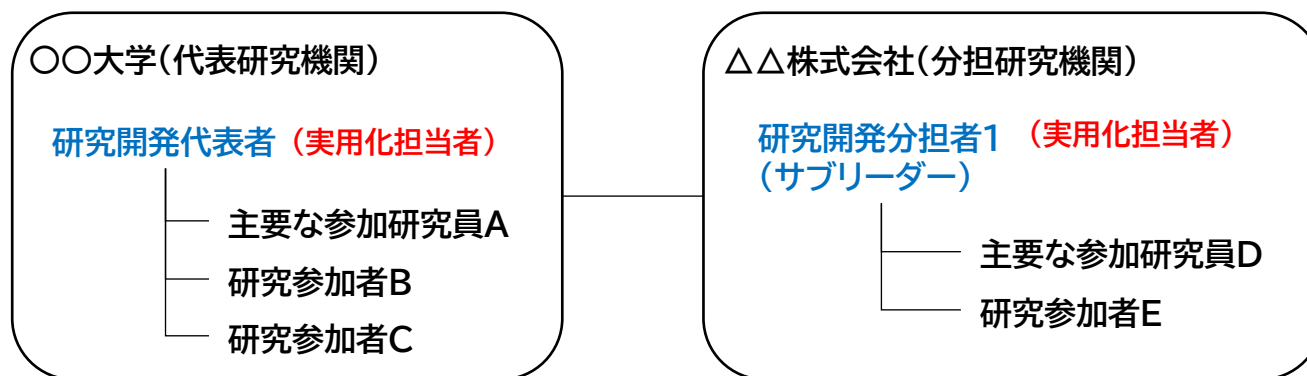 〇〇大学(代表研究機関)
研究開発代表者(実用化担当者)
主要な参加研究員A
研究参加者B
研究参加者C
△△株式会社(分担研究機関)
研究開発分担者1 (実用化担当者)
(サブリーダー)
主要な参加研究員D
研究参加者E